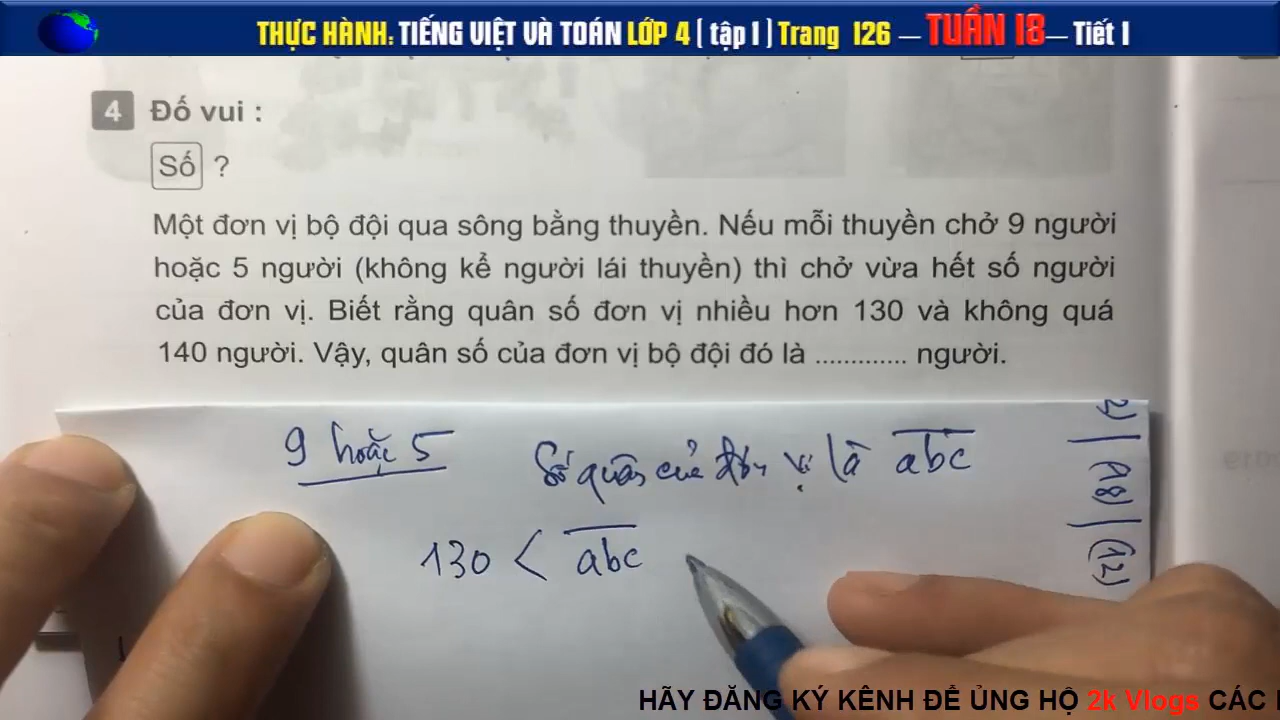 THỰC HÀNH: TIẾNG VIỆT VÀ TOÁN LỚP 4 ( tập I ) Trang 126 – TUẦN 18– Tiết 1
4 Đố vui :
Số ?
Một đơn vị bộ đội qua sông bằng thuyền. Nếu mỗi thuyền chở 9 người
hoặc 5 người (không kể người lái thuyền) thì chở vừa hết số người
của đơn vị. Biết rằng quân số đơn vị nhiều hơn 130 và không quá
140 người. Vậy, quân số của đơn vị bộ đội đó là ............. người.
9 hoặc 5 Số quân của đơn vị là abc
130 < abc
2) | (18) | (12)
HÃY ĐĂNG KÝ KÊNH ĐỂ ỦNG HỘ 2k Vlogs CÁC